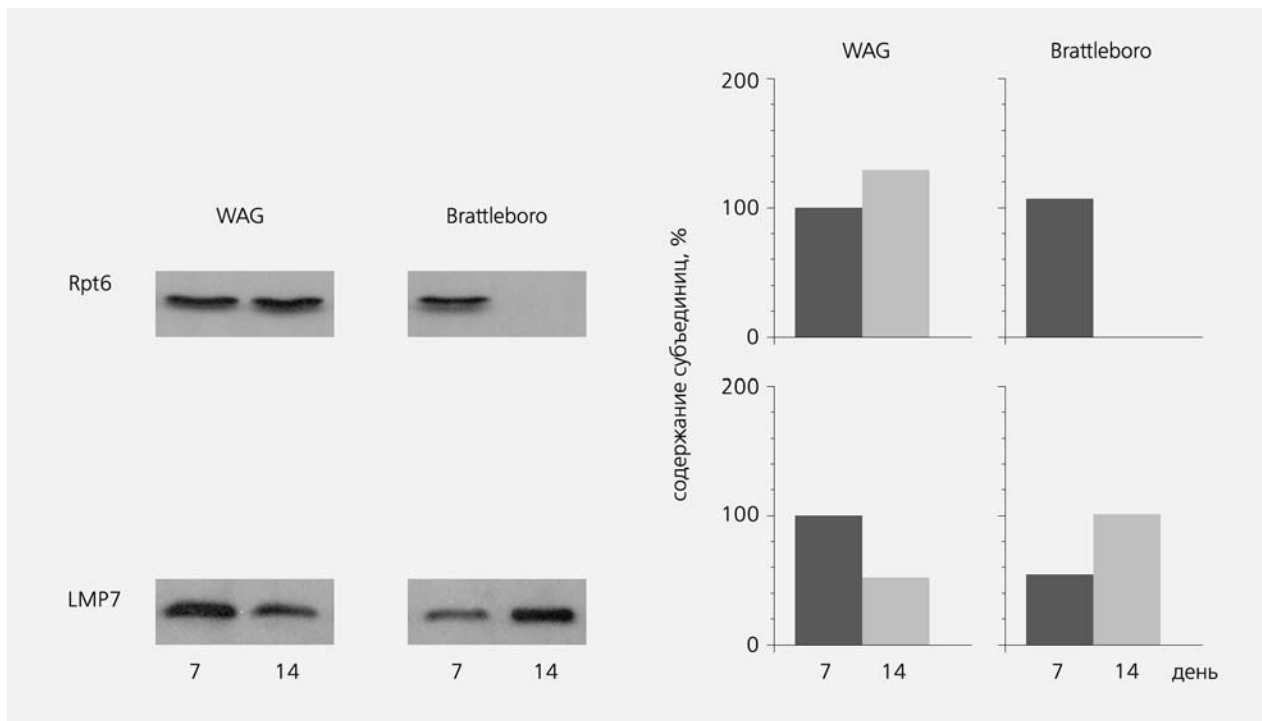 WAG Brattleboro
Rpt6
LMP7
7 14 7 14
содержание субъединиц, %
WAG Brattleboro
200
100
0
200
100
0
7 14 7 14 день